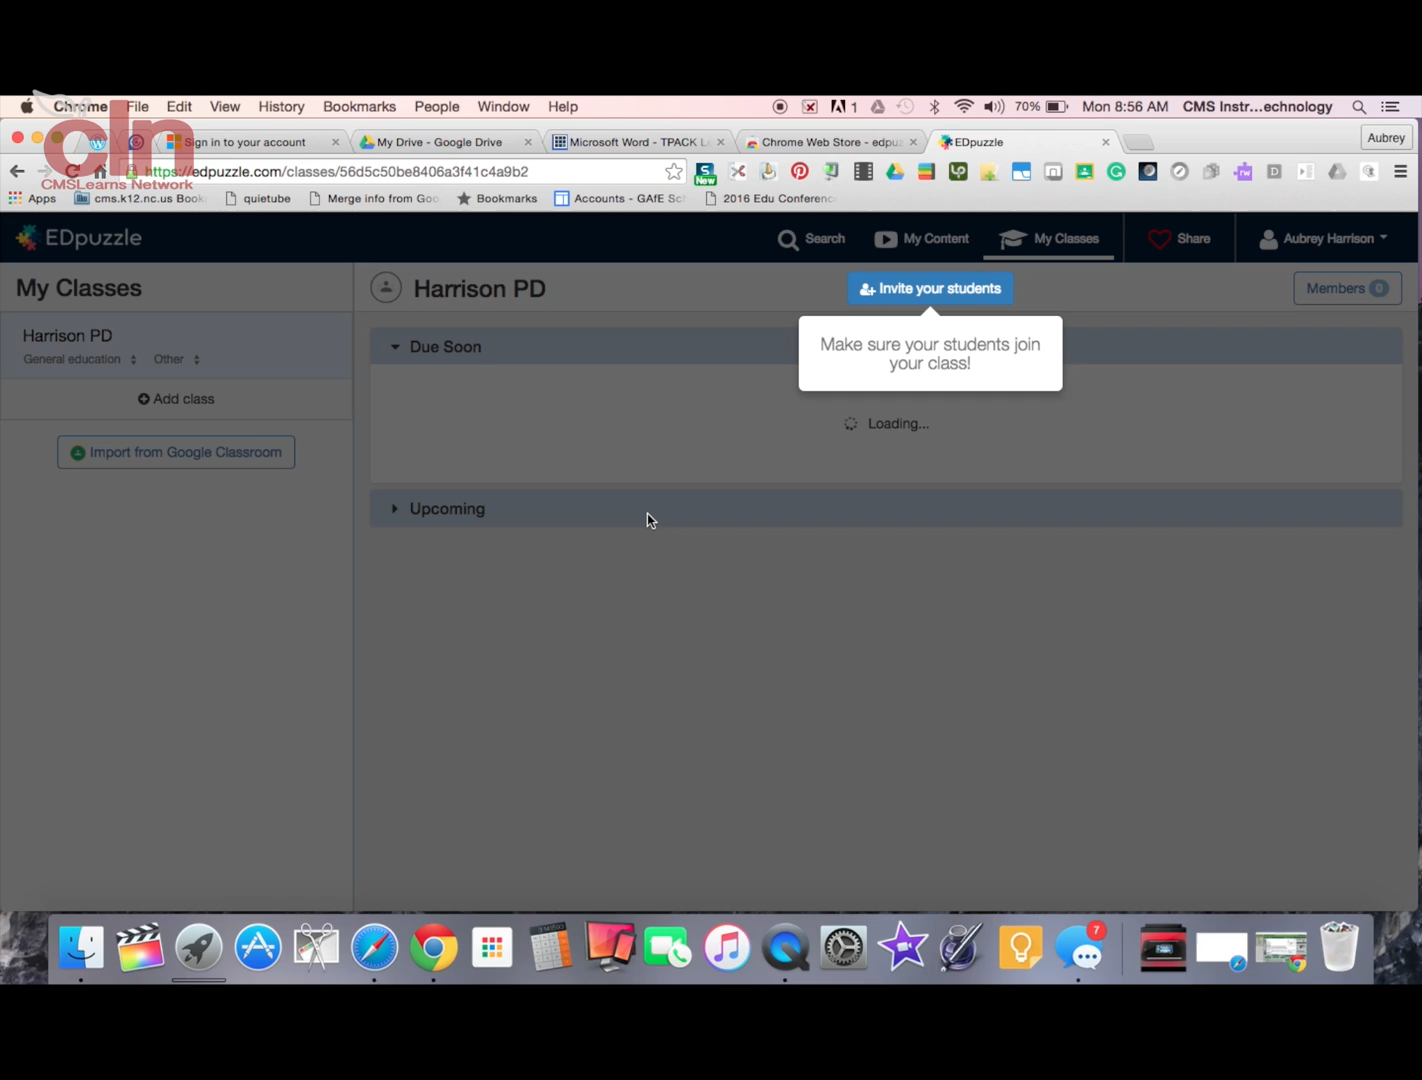 Chrome File Edit View History Bookmarks People Window Help 1 70% Mon 8:56 AM CMS Instr...echnology
cln
CMSLearns Network
Sign in to your account
My Drive - Google Drive
Microsoft Word - TPACK L
Chrome Web Store - edpu
EDpuzzle
Aubrey
https://edpuzzle.com/classes/56d5c50be8406a3f41c4a9b2
New
Apps cms.k12.nc.us Book quietube Merge info from Goo Bookmarks Accounts - GAfE Sc 2016 Edu Conferenc
EDpuzzle
Search My Content My Classes Share Aubrey Harrison
My Classes
Harrison PD
General education Other
Add class
Import from Google Classroom
Harrison PD
Invite your students
Members 0
Make sure your students join
your class!
Due Soon
Loading...
Upcoming
7